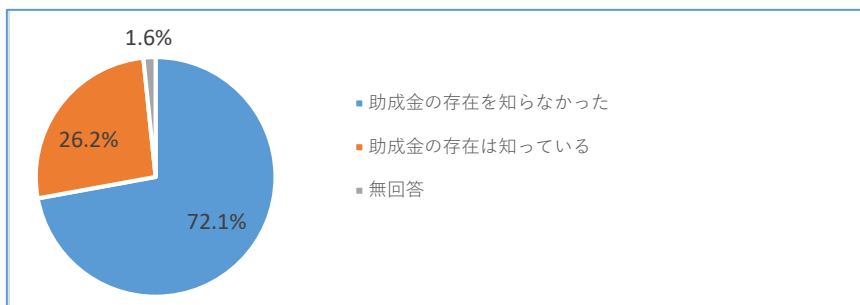 1.6%
26.2%
72.1%
助成金の存在を知らなかった
助成金の存在は知っている
無回答